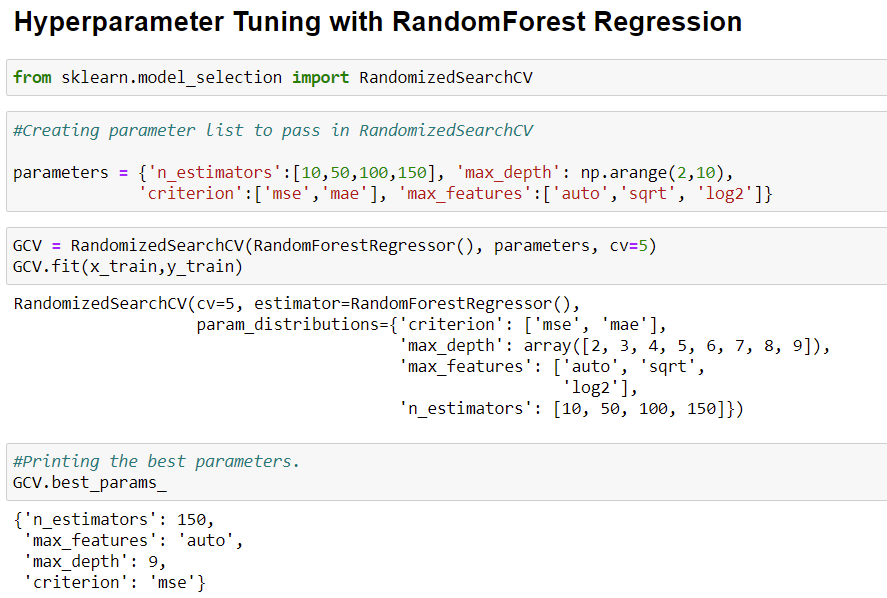 Hyperparameter Tuning with RandomForest Regression
from sklearn.model_selection import RandomizedSearchCV
#Creating parameter list to pass in RandomizedSearchCV
parameters = {'n_estimators':[10,50,100,150], 'max_depth': np.arange(2,10),
'criterion':['mse','mae'], 'max_features':['auto','sqrt', 'log2']}
GCV = RandomizedSearchCV(RandomForestRegressor(), parameters, cv=5)
GCV.fit(x_train,y_train)
RandomizedSearchCV(cv=5, estimator=RandomForestRegressor(),
param_distributions={'criterion': ['mse', 'mae'],
'max_depth': array([2, 3, 4, 5, 6, 7, 8, 9]),
'max_features': ['auto', 'sqrt',
'log2'],
'n_estimators': [10, 50, 100, 150]})
#Printing the best parameters.
GCV.best_params_
{'n_estimators': 150,
'max_features': 'auto',
'max_depth': 9,
'criterion': 'mse'}